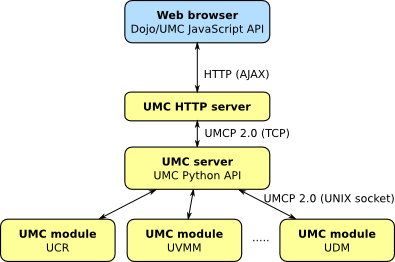 Web browser
Dojo/UMC JavaScript API
HTTP (AJAX)
UMC HTTP server
UMCP 2.0 (TCP)
UMC server
UMC Python API
UMCP 2.0 (UNIX socket)
UMC module
UCR
UMC module
UVMM
.....
UMC module
UDM